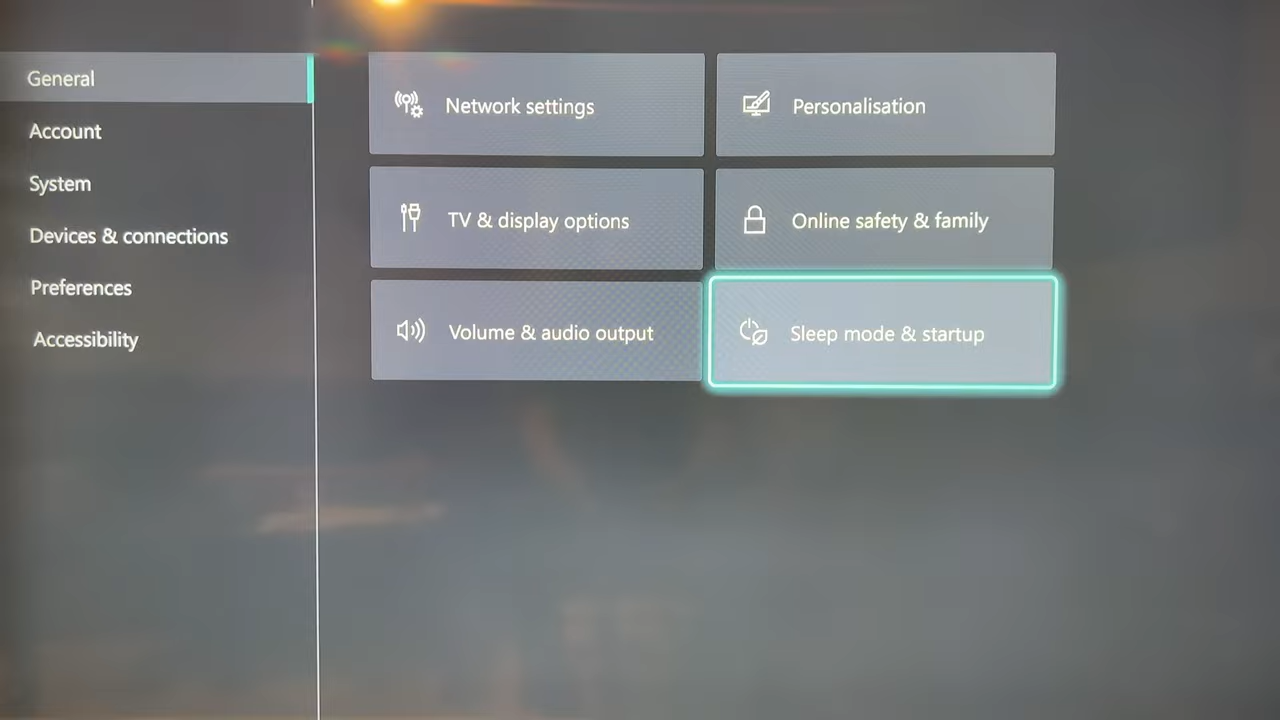 General
Account
System
Devices & connections
Preferences
Accessibility
Network settings
Personalisation
TV & display options
Online safety & family
Volume & audio output
Sleep mode & startup